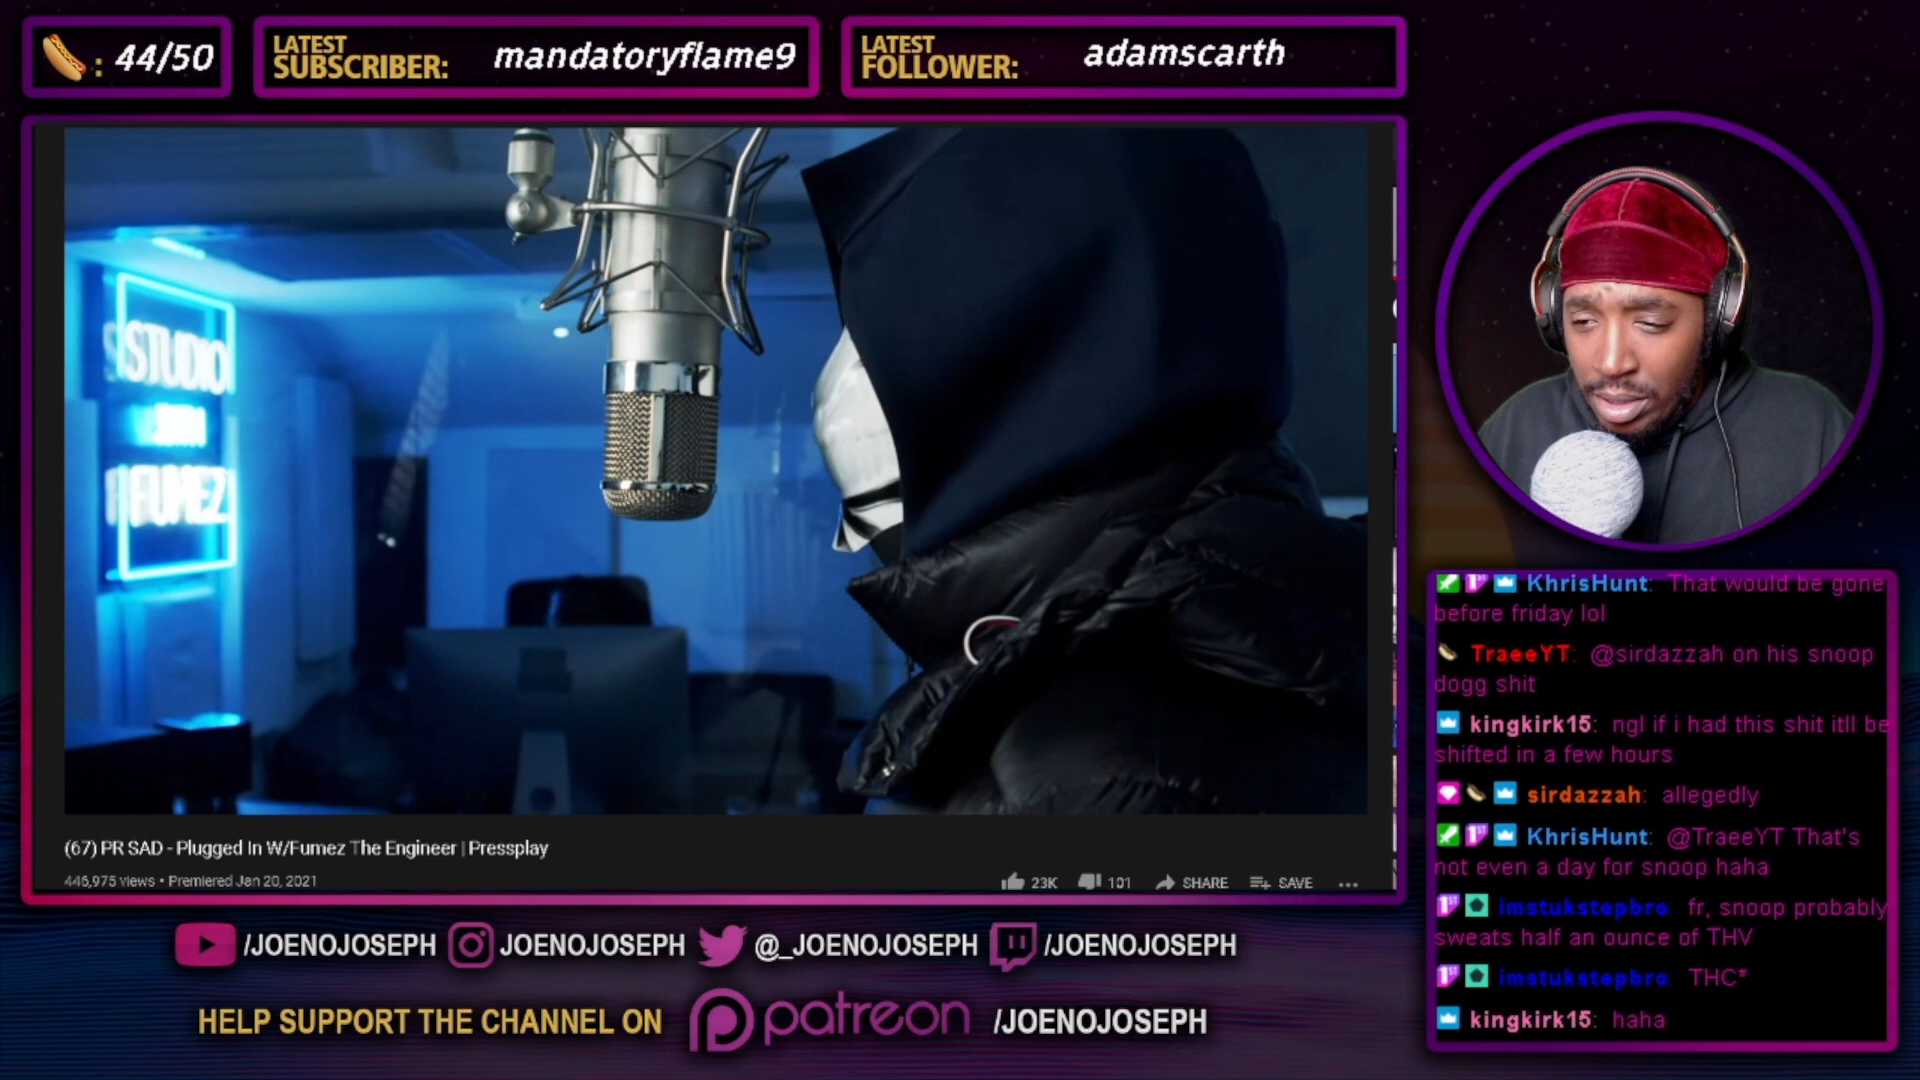 : 44/50
LATEST
SUBSCRIBER:
mandatoryflame9
LATEST
FOLLOWER:
adamscarth
STUDIO
WITH
FUMEZ
(67) PR SAD - Plugged In W/Fumez The Engineer | Pressplay
446,975 views • Premiered Jan 20, 2021
23K
101
SHARE
SAVE
/JOENOJOSEPH
JOENOJOSEPH
@_JOENOJOSEPH
/JOENOJOSEPH
HELP SUPPORT THE CHANNEL ON
patreon
/JOENOJOSEPH
KhrisHunt: That would be gone
before friday lol
TraeeYT: @sirdazzah on his snoop
dogg shit
kingkirk15: ngl if i had this shit itll be
shifted in a few hours
sirdazzah: allegedly
KhrisHunt: @TraeeYT That's
not even a day for snoop haha
imstukstepbro: fr, snoop probably
sweats half an ounce of THV
imstukstepbro: THC*
kingkirk15: haha